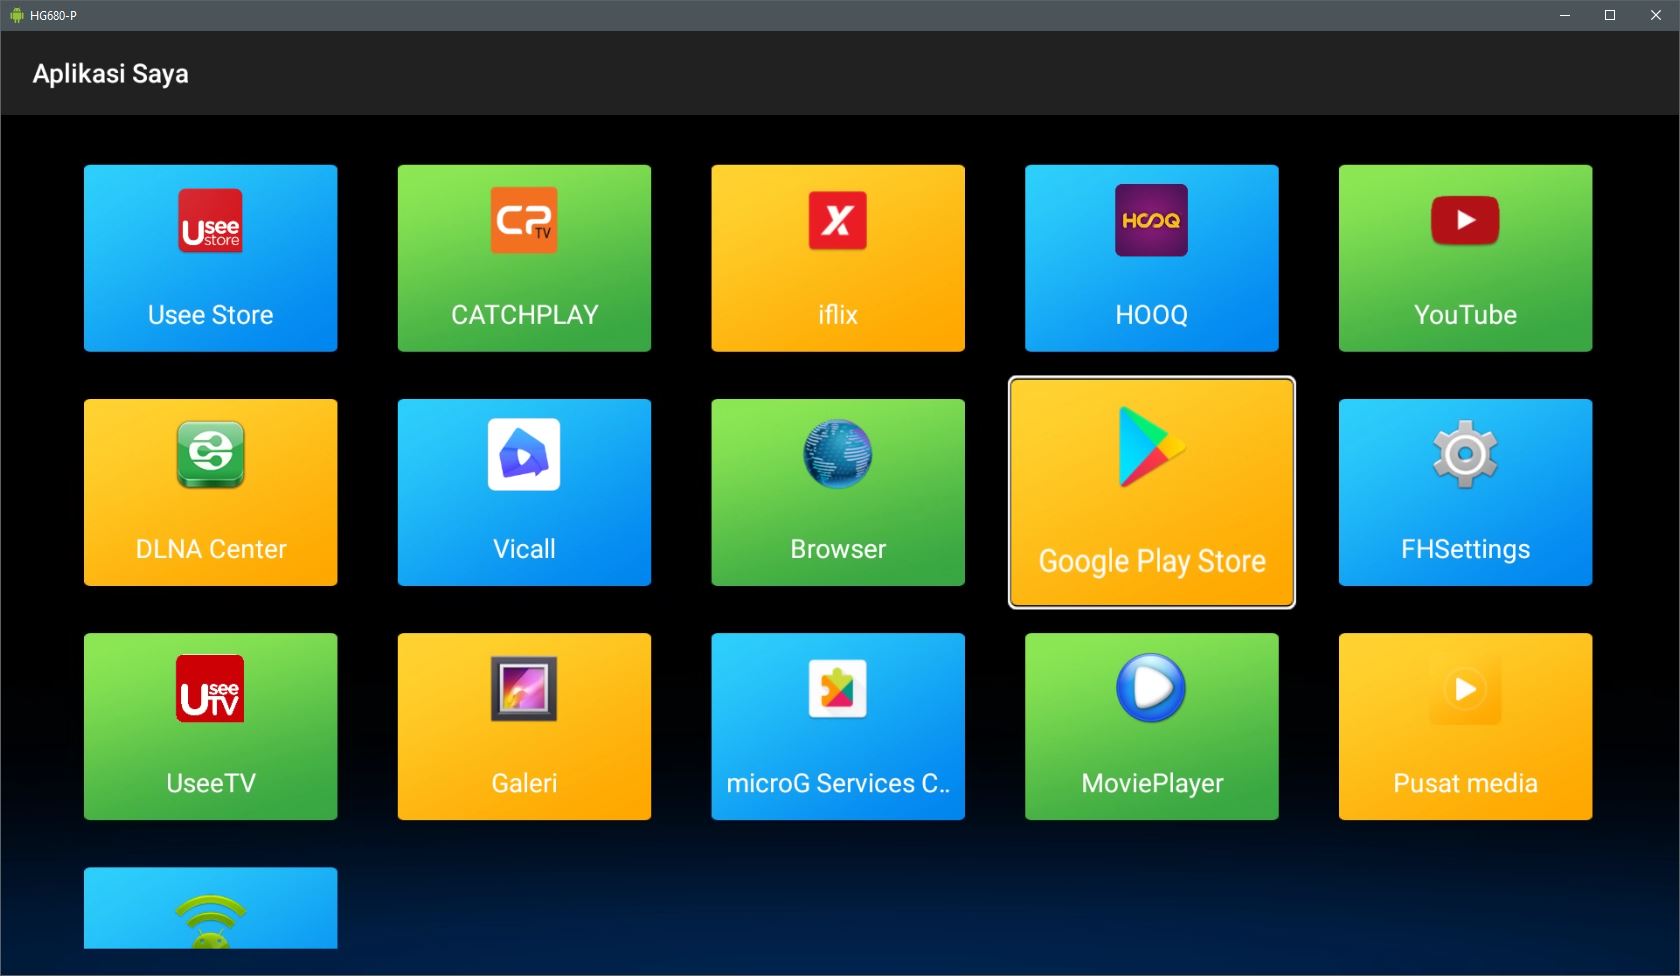 HG680-P
Aplikasi Saya
Usee
store
Usee Store
CP
TV
CATCHPLAY
iflix
HOOQ
HOOQ
YouTube
DLNA Center
Vicall
Browser
Google Play Store
FHSettings
Usee
TV
UseeTV
Galeri
microG Services C..
MoviePlayer
Pusat media